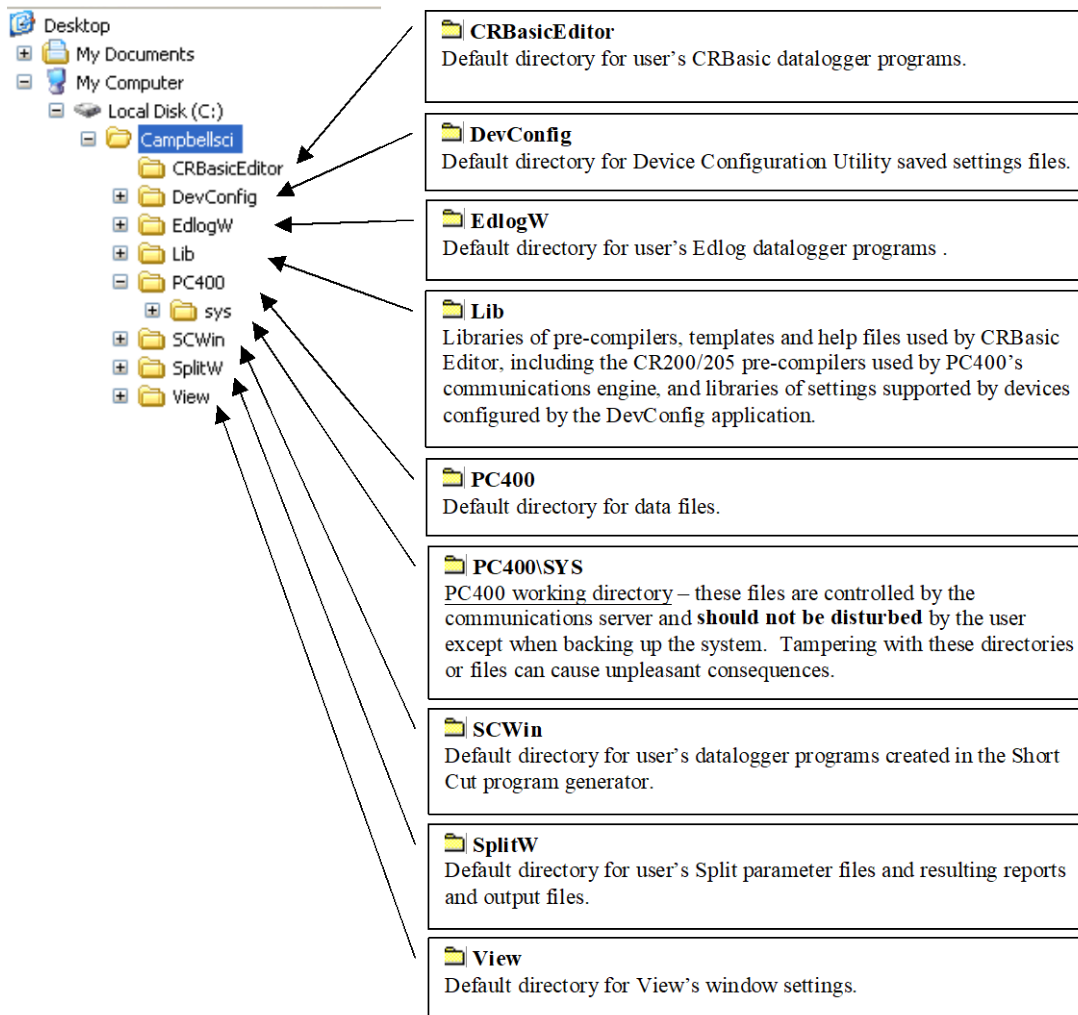 Desktop
My Documents
My Computer
Local Disk (C:)
Campbellsci
CRBasicEditor
DevConfig
EdlogW
Lib
PC400
sys
SCWin
SplitW
View
CRBasicEditor
Default directory for user's CRBasic datalogger programs.
DevConfig
Default directory for Device Configuration Utility saved settings files.
EdlogW
Default directory for user's Edlog datalogger programs .
Lib
Libraries of pre-compilers, templates and help files used by CRBasic
Editor, including the CR200/205 pre-compilers used by PC400's
communications engine, and libraries of settings supported by devices
configured by the DevConfig application.
PC400
Default directory for data files.
PC400\SYS
PC400 working directory – these files are controlled by the
communications server and should not be disturbed by the user
except when backing up the system.  Tampering with these directories
or files can cause unpleasant consequences.
SCWin
Default directory for user's datalogger programs created in the Short
Cut program generator.
SplitW
Default directory for user's Split parameter files and resulting reports
and output files.
View
Default directory for View's window settings.